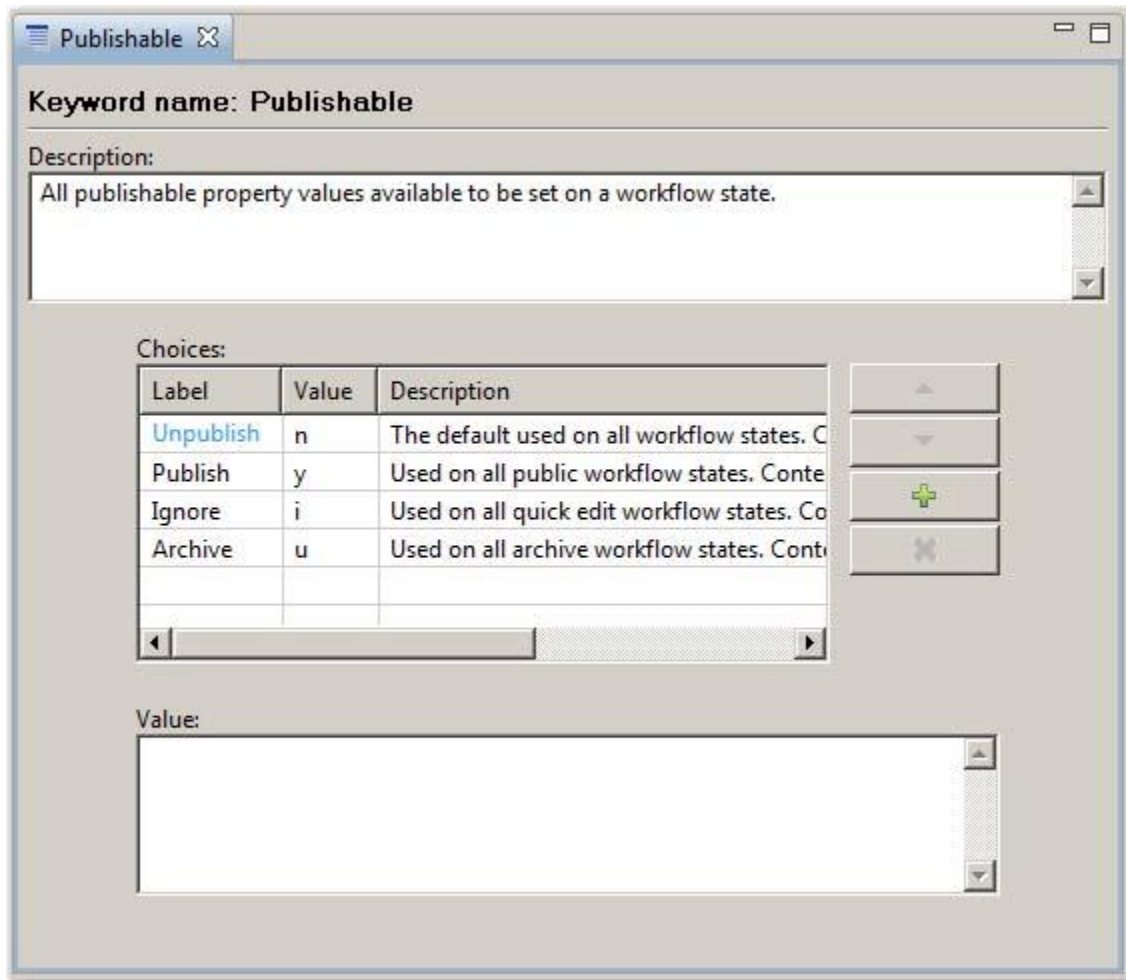 Publishable
Keyword name: Publishable
Description:
All publishable property values available to be set on a workflow state.
Choices:
Label Value Description
Unpublish n The default used on all workflow states. C
Publish y Used on all public workflow states. Conte
Ignore i Used on all quick edit workflow states. Co
Archive u Used on all archive workflow states. Conte
Value: